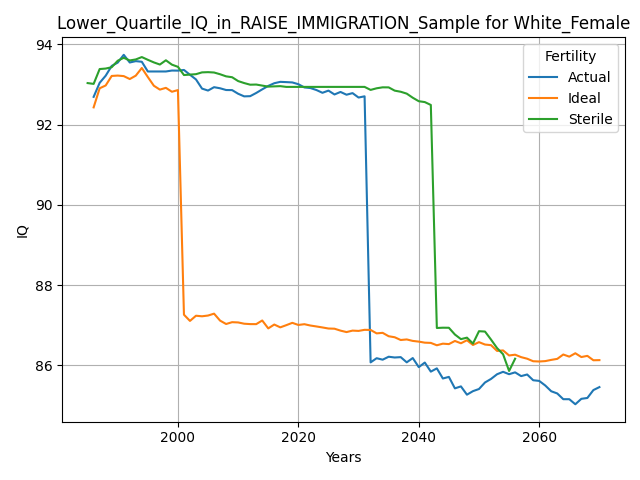 Lower_Quartile_IQ_in_RAISE_IMMIGRATION_Sample for White_Female
94
92
90
88
86
IQ
Fertility
Actual
Ideal
Sterile
2000
2020
2040
2060
Years